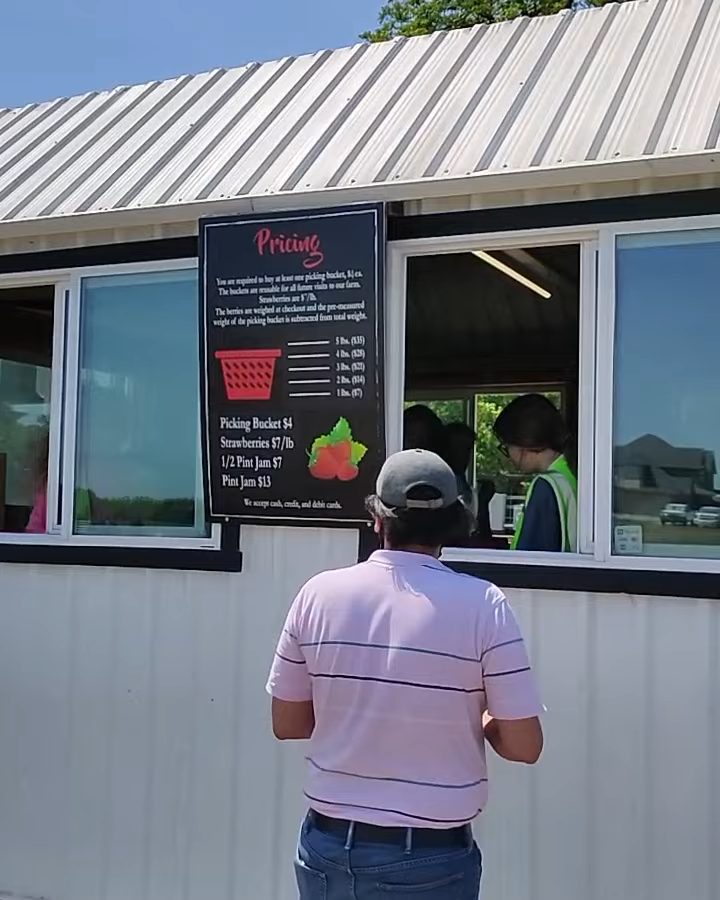 Pricing
You are required to buy at least one picking bucket, $4 ea.
The buckets are reusable for all future visits to our farm.
Strawberries are $7/lb.
The berries are weighed at checkout and the pre-measured
weight of the picking bucket is subtracted from total weight.
5 lbs. ($35)
4 lbs. ($28)
3 lbs. ($21)
2 lbs. ($14)
1 lbs. ($7)
Picking Bucket $4
Strawberries $7/lb
1/2 Pint Jam $7
Pint Jam $13
We accept cash, credit, and debit cards.